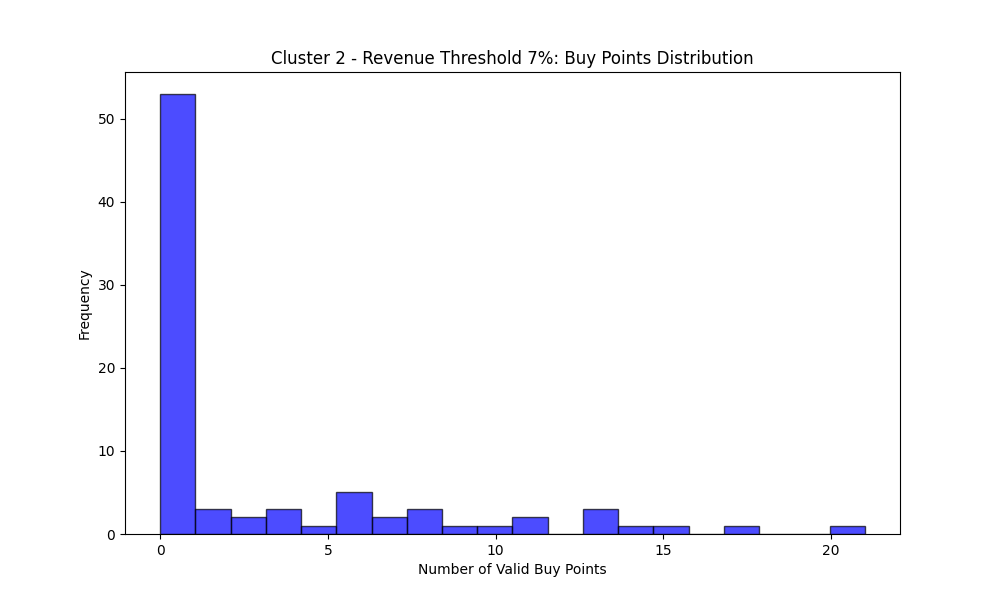 Cluster 2 - Revenue Threshold 7%: Buy Points Distribution
50
40
30
20
10
0
Frequency
0 5 10 15 20
Number of Valid Buy Points